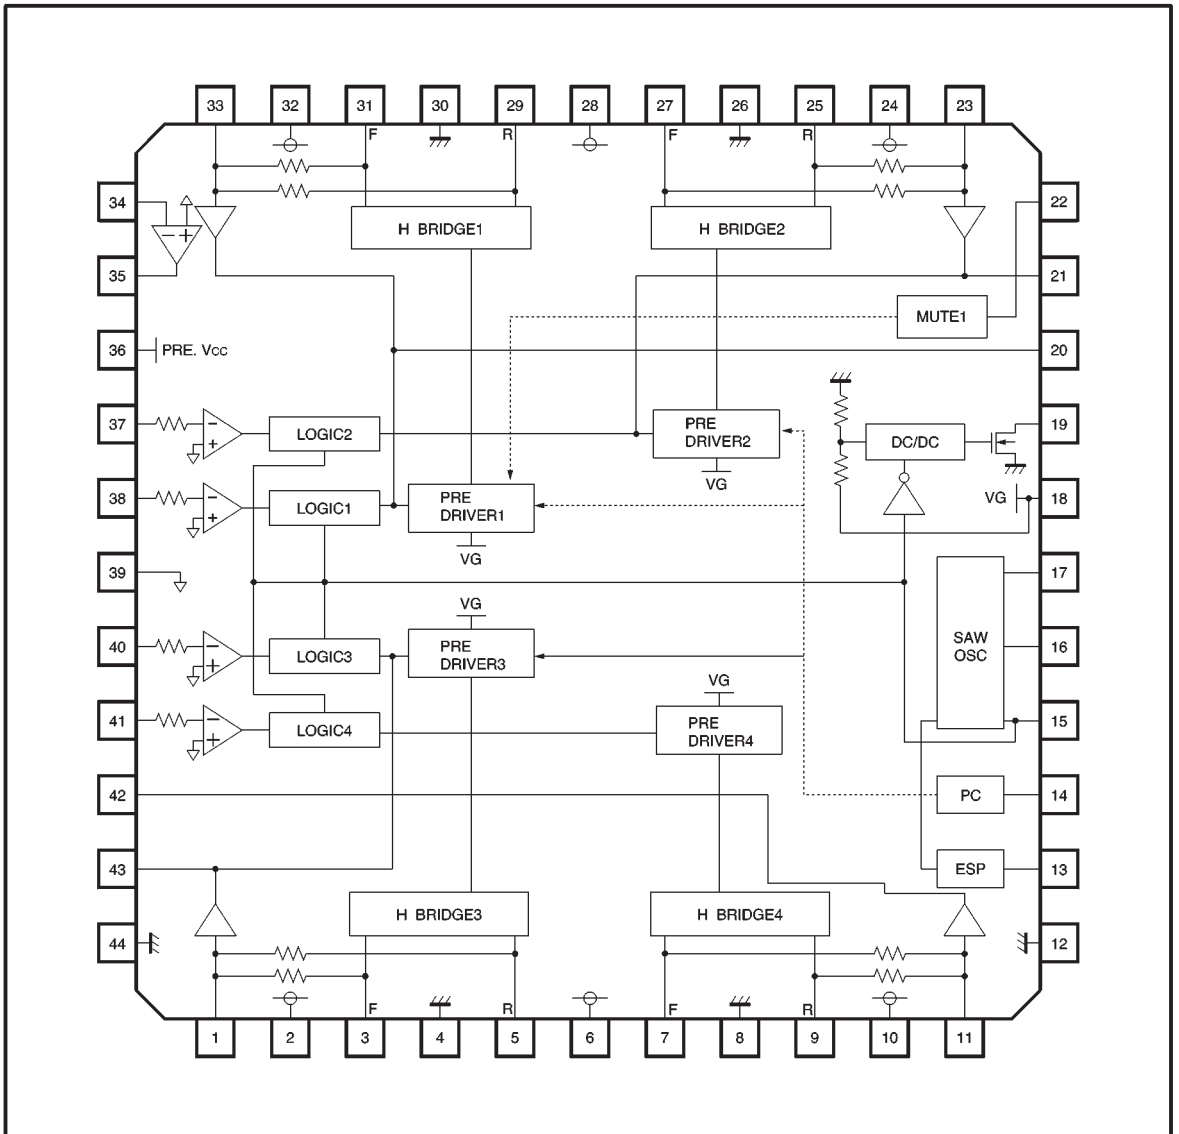 33 32 31 30 29 28 27 26 25 24 23
F R F R
34 22
H BRIDGE1 H BRIDGE2
− +
35 21
MUTE1
36 PRE. VCC 20
37 − + LOGIC2 PRE DC/DC 19
DRIVER2
VG
38 − + LOGIC1 PRE VG 18
DRIVER1
VG
39 17
VG
40 − + LOGIC3 PRE SAW 16
DRIVER3 OSC
VG
41 − + LOGIC4 PRE 15
DRIVER4
42 PC 14
43 ESP 13
H BRIDGE3 H BRIDGE4
44 12
F R F R
1 2 3 4 5 6 7 8 9 10 11